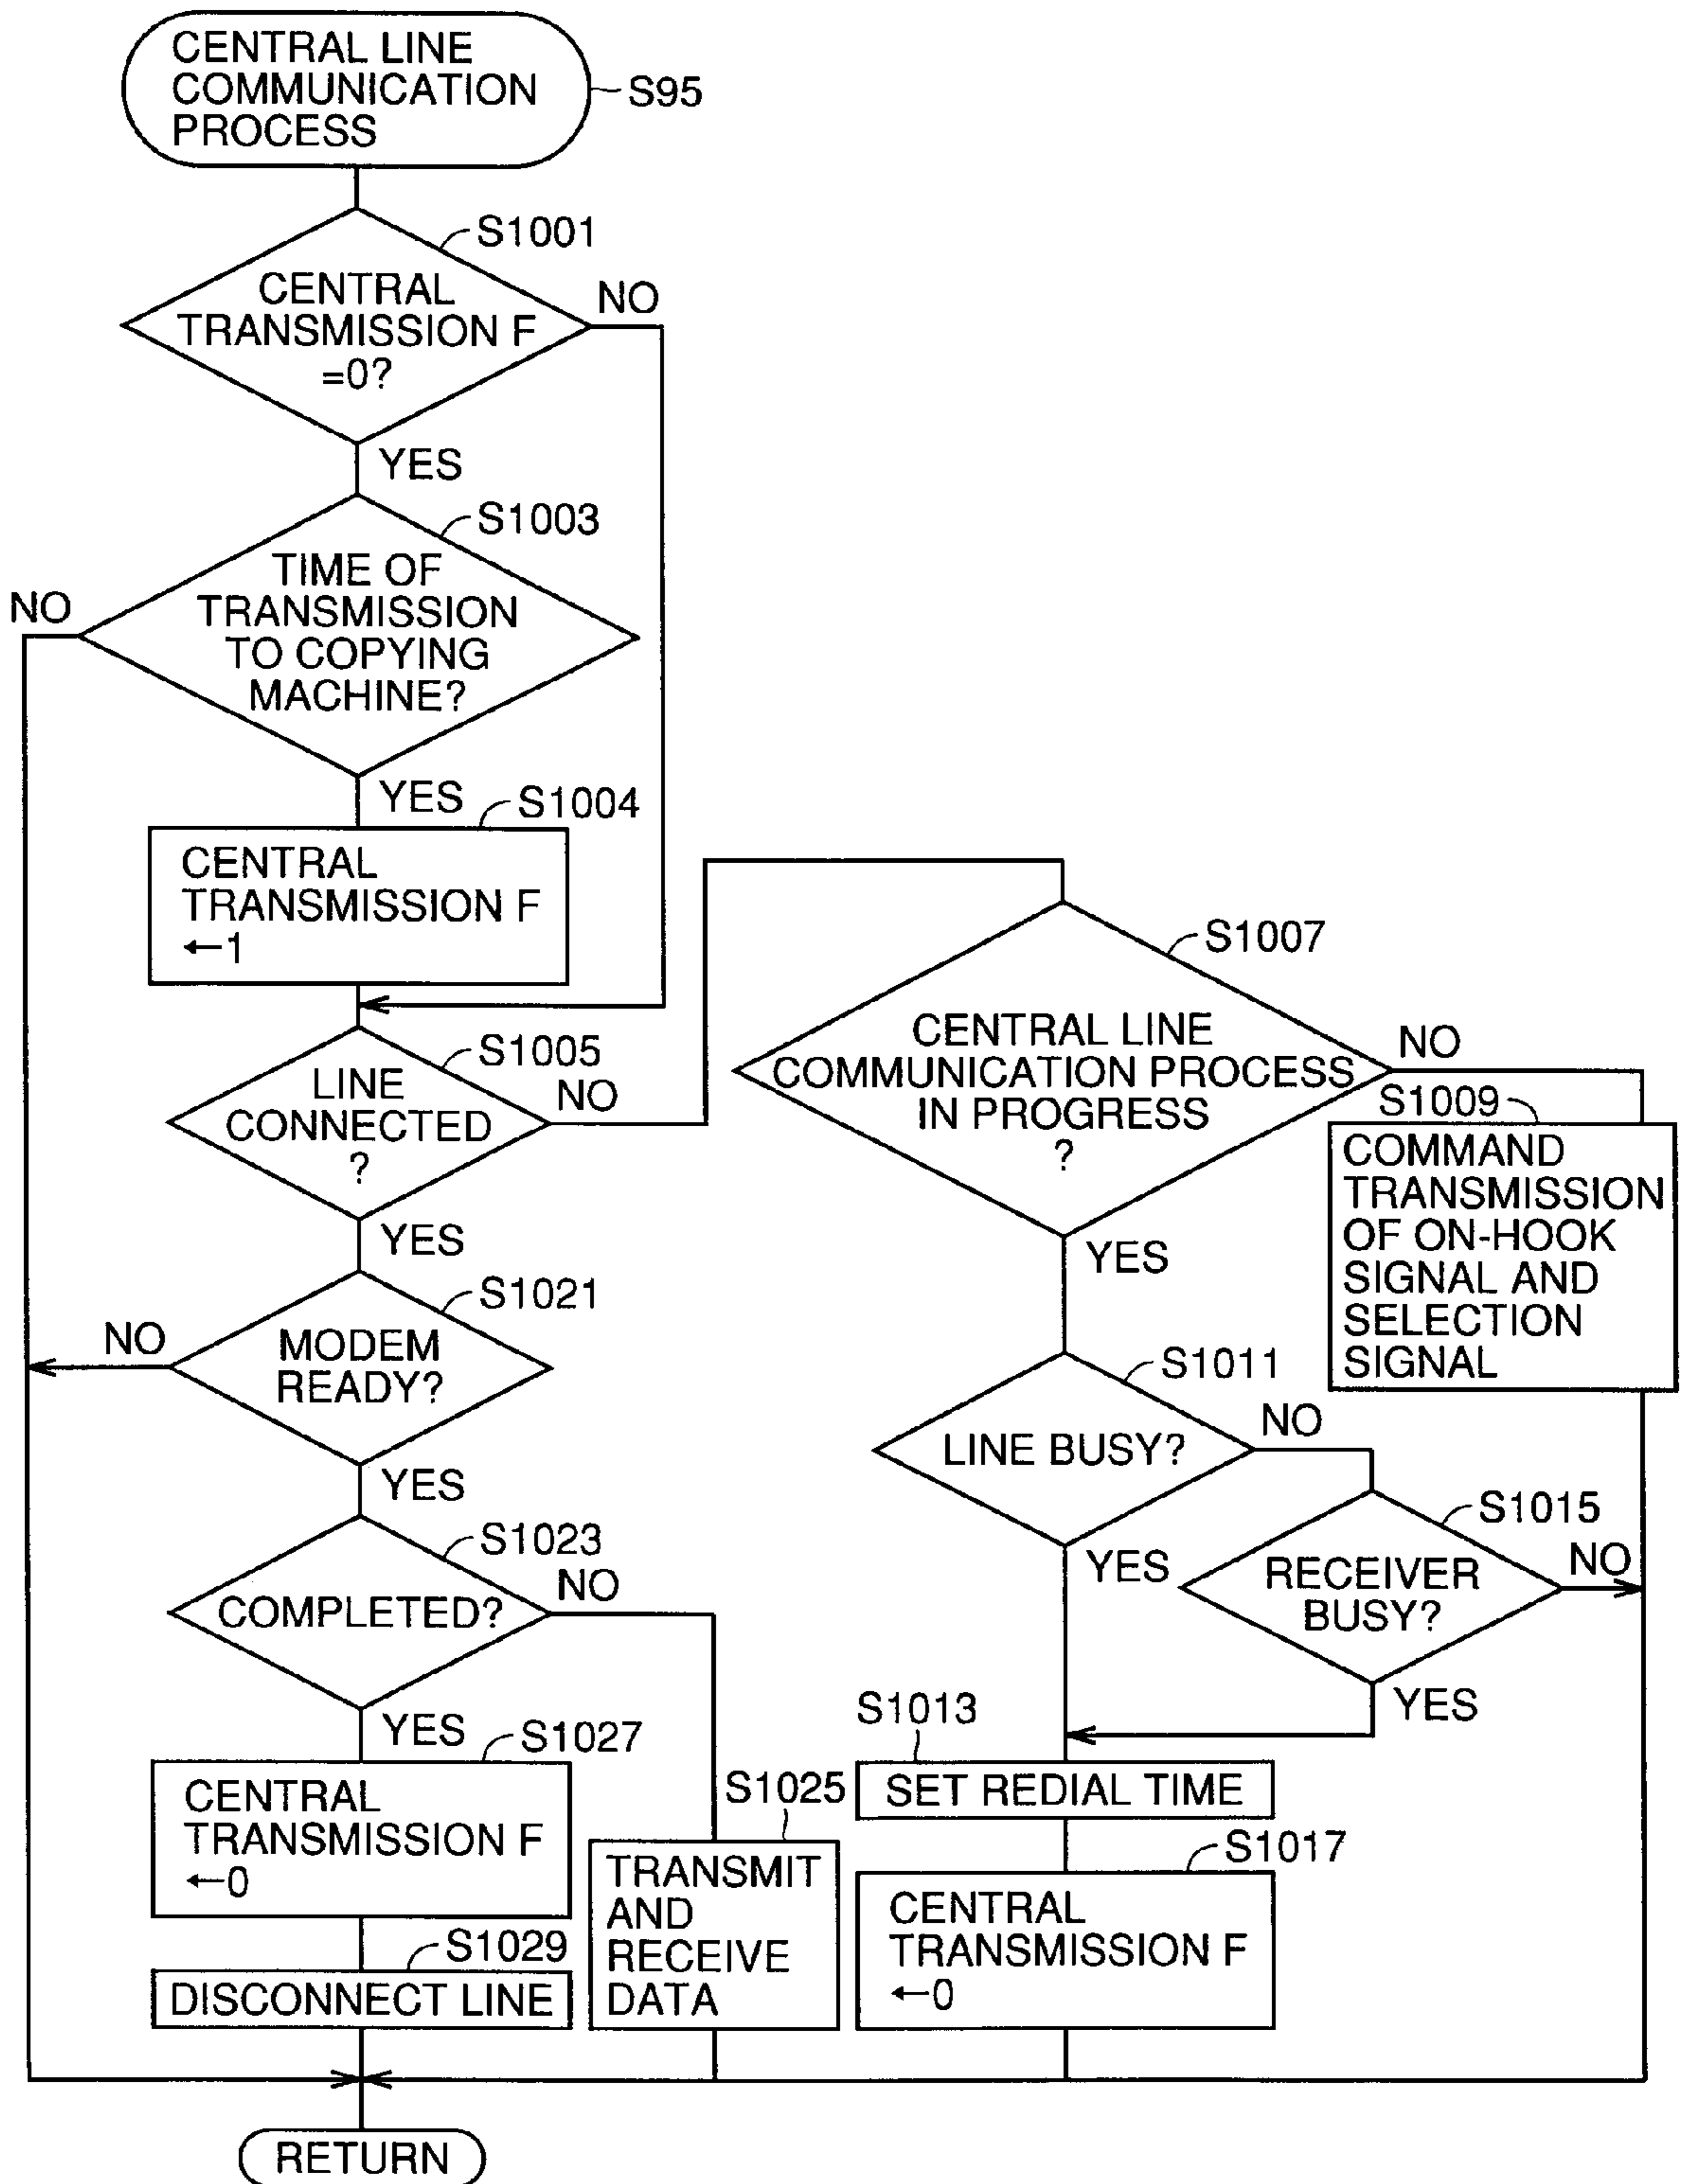 CENTRAL LINE
COMMUNICATION
PROCESS
S95
S1001
CENTRAL
TRANSMISSION F
=0?
NO
YES
S1003
TIME OF
TRANSMISSION
TO COPYING
MACHINE?
NO
YES
S1004
CENTRAL
TRANSMISSION F
←1
S1005
LINE
CONNECTED
?
NO
YES
S1007
CENTRAL LINE
COMMUNICATION PROCESS
IN PROGRESS
?
NO
YES
S1009
COMMAND
TRANSMISSION
OF ON-HOOK
SIGNAL AND
SELECTION
SIGNAL
S1021
MODEM
READY?
NO
YES
S1011
LINE BUSY?
NO
YES
S1015
RECEIVER
BUSY?
NO
YES
S1023
COMPLETED?
NO
YES
S1013
SET REDIAL TIME
S1027
CENTRAL
TRANSMISSION F
←0
S1025
TRANSMIT
AND
RECEIVE
DATA
S1017
CENTRAL
TRANSMISSION F
←0
S1029
DISCONNECT LINE
RETURN